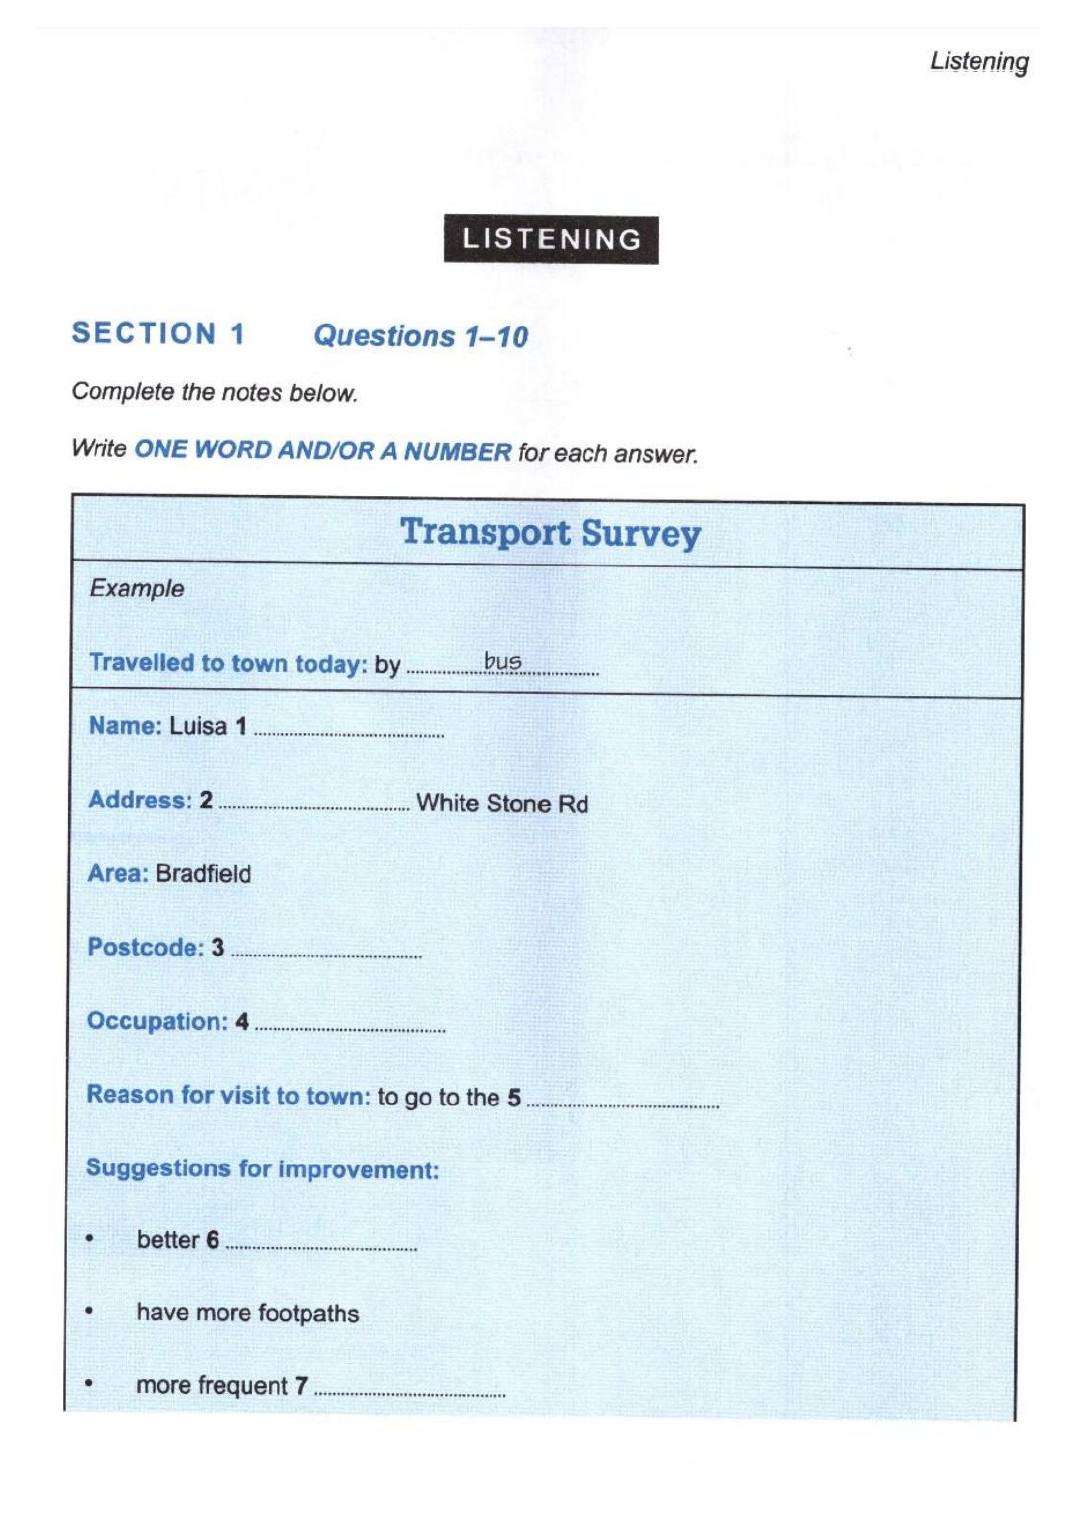 Listening
LISTENING
SECTION 1 Questions 1–10
Complete the notes below.
Write ONE WORD AND/OR A NUMBER for each answer.
Transport Survey
Example
Travelled to town today: by ........................bus........................
Name: Luisa 1 ................................................
Address: 2 ................................................ White Stone Rd
Area: Bradfield
Postcode: 3 ................................................
Occupation: 4 ................................................
Reason for visit to town: to go to the 5 ................................................
Suggestions for improvement:
• better 6 ................................................
• have more footpaths
• more frequent 7 ................................................